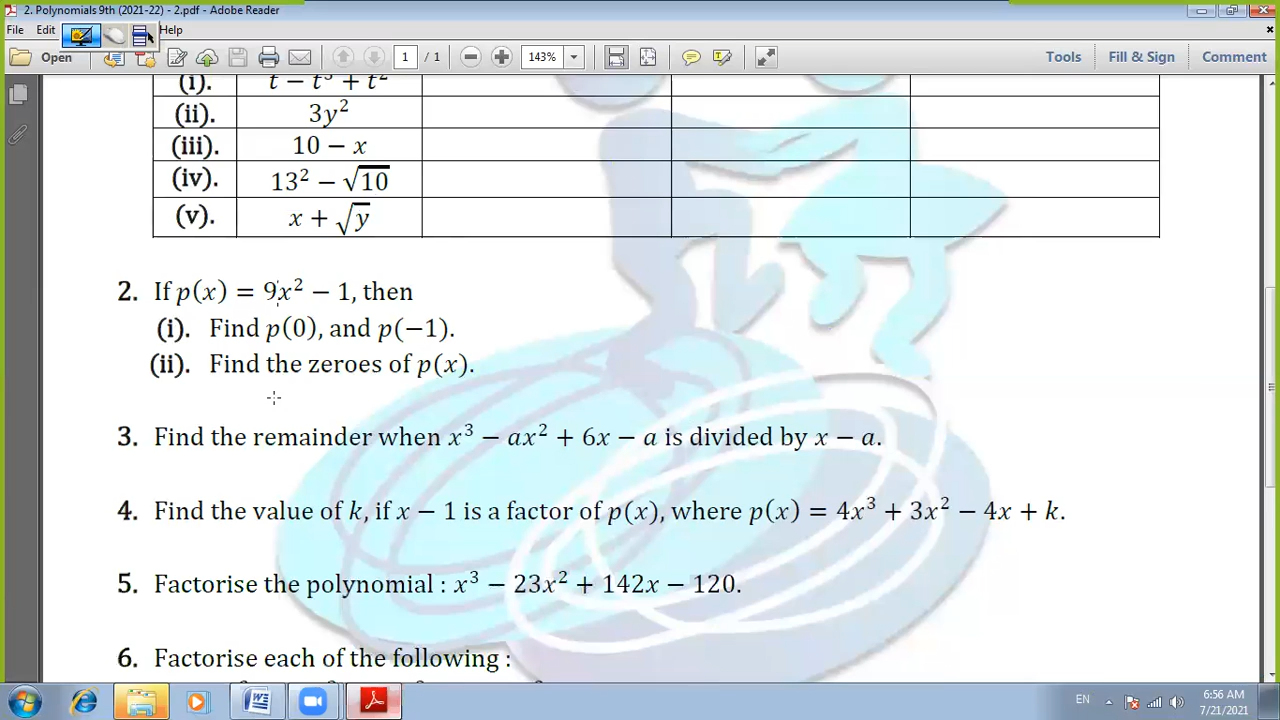 2. Polynomials 9th (2021-22) - 2.pdf - Adobe Reader
File Edit Help
Open 1 / 1 143% Tools Fill & Sign Comment
(i). t − t³ + t²
(ii). 3y²
(iii). 10 − x
(iv). 13² − √10
(v). x + √y
2. If p(x) = 9x² − 1, then
(i). Find p(0), and p(−1).
(ii). Find the zeroes of p(x).
3. Find the remainder when x³ − ax² + 6x − a is divided by x − a.
4. Find the value of k, if x − 1 is a factor of p(x), where p(x) = 4x³ + 3x² − 4x + k.
5. Factorise the polynomial : x³ − 23x² + 142x − 120.
6. Factorise each of the following :
EN 6:56 AM
7/21/2021